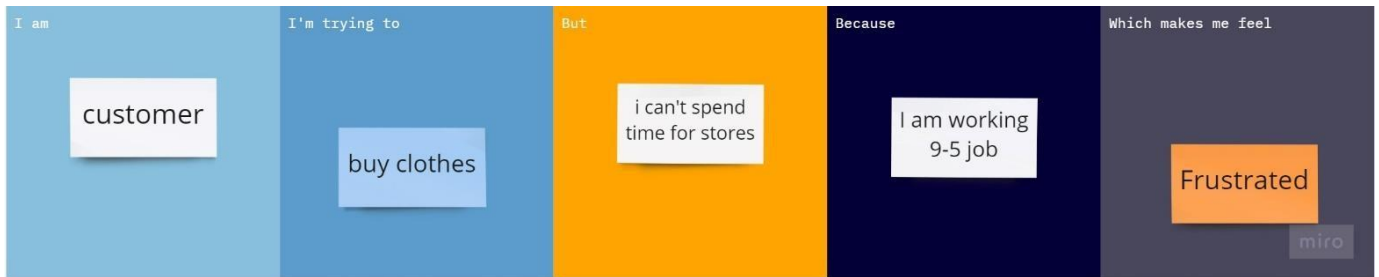 I am
customer
I'm trying to
buy clothes
But
i can't spend
time for stores
Because
I am working
9-5 job
Which makes me feel
Frustrated
miro